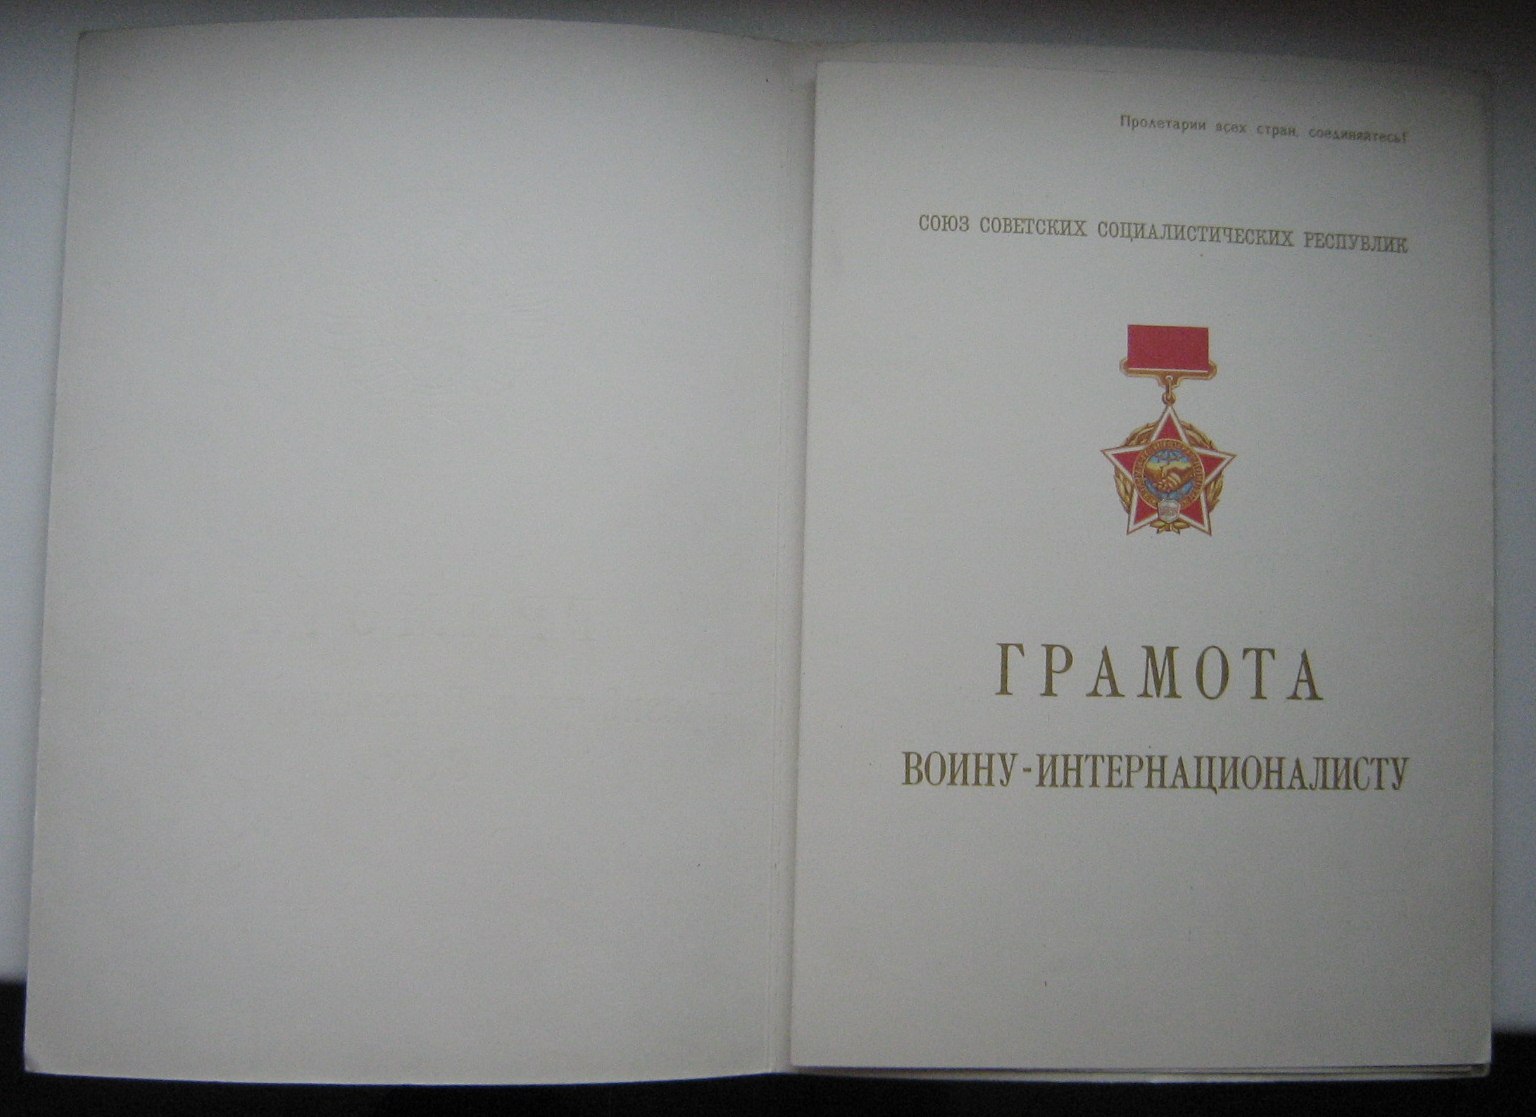 Пролетарии всех стран, соединяйтесь!
СОЮЗ СОВЕТСКИХ СОЦИАЛИСТИЧЕСКИХ РЕСПУБЛИК
ГРАМОТА
ВОИНУ-ИНТЕРНАЦИОНАЛИСТУ